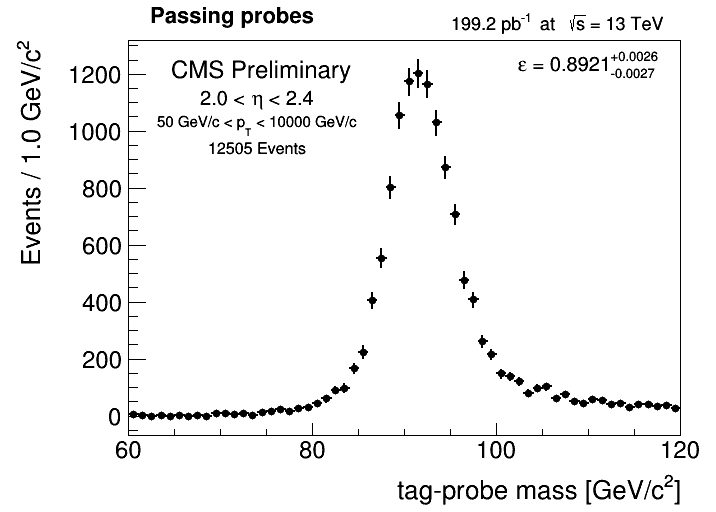 Passing probes
199.2 pb⁻¹ at √s = 13 TeV
CMS Preliminary
2.0 < η < 2.4
50 GeV/c < p_T < 10000 GeV/c
12505 Events
ε = 0.8921 +0.0026 -0.0027
Events / 1.0 GeV/c²
1200
1000
800
600
400
200
0
60 80 100 120
tag-probe mass [GeV/c²]